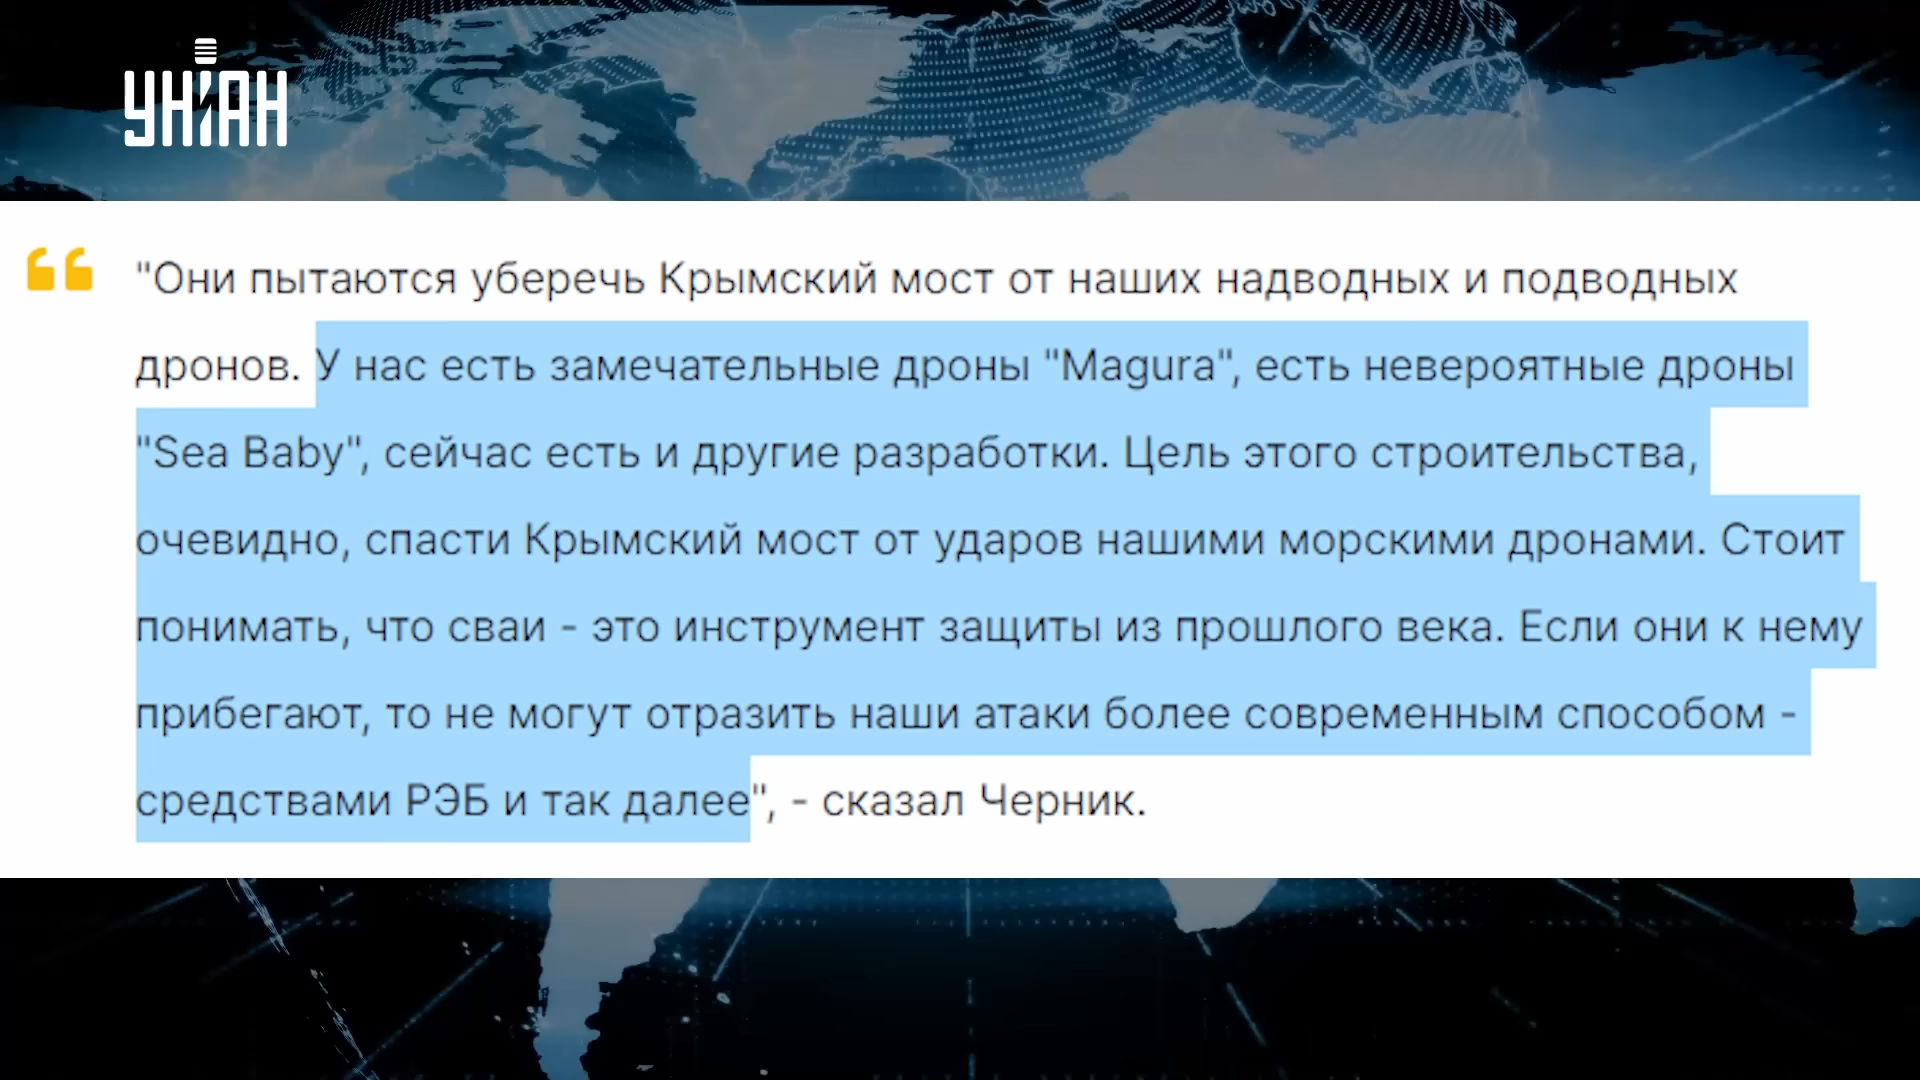 УНІАН
"Они пытаются уберечь Крымский мост от наших надводных и подводных
дронов. У нас есть замечательные дроны "Magura", есть невероятные дроны
"Sea Baby", сейчас есть и другие разработки. Цель этого строительства,
очевидно, спасти Крымский мост от ударов нашими морскими дронами. Стоит
понимать, что сваи - это инструмент защиты из прошлого века. Если они к нему
прибегают, то не могут отразить наши атаки более современным способом -
средствами РЭБ и так далее", - сказал Черник.